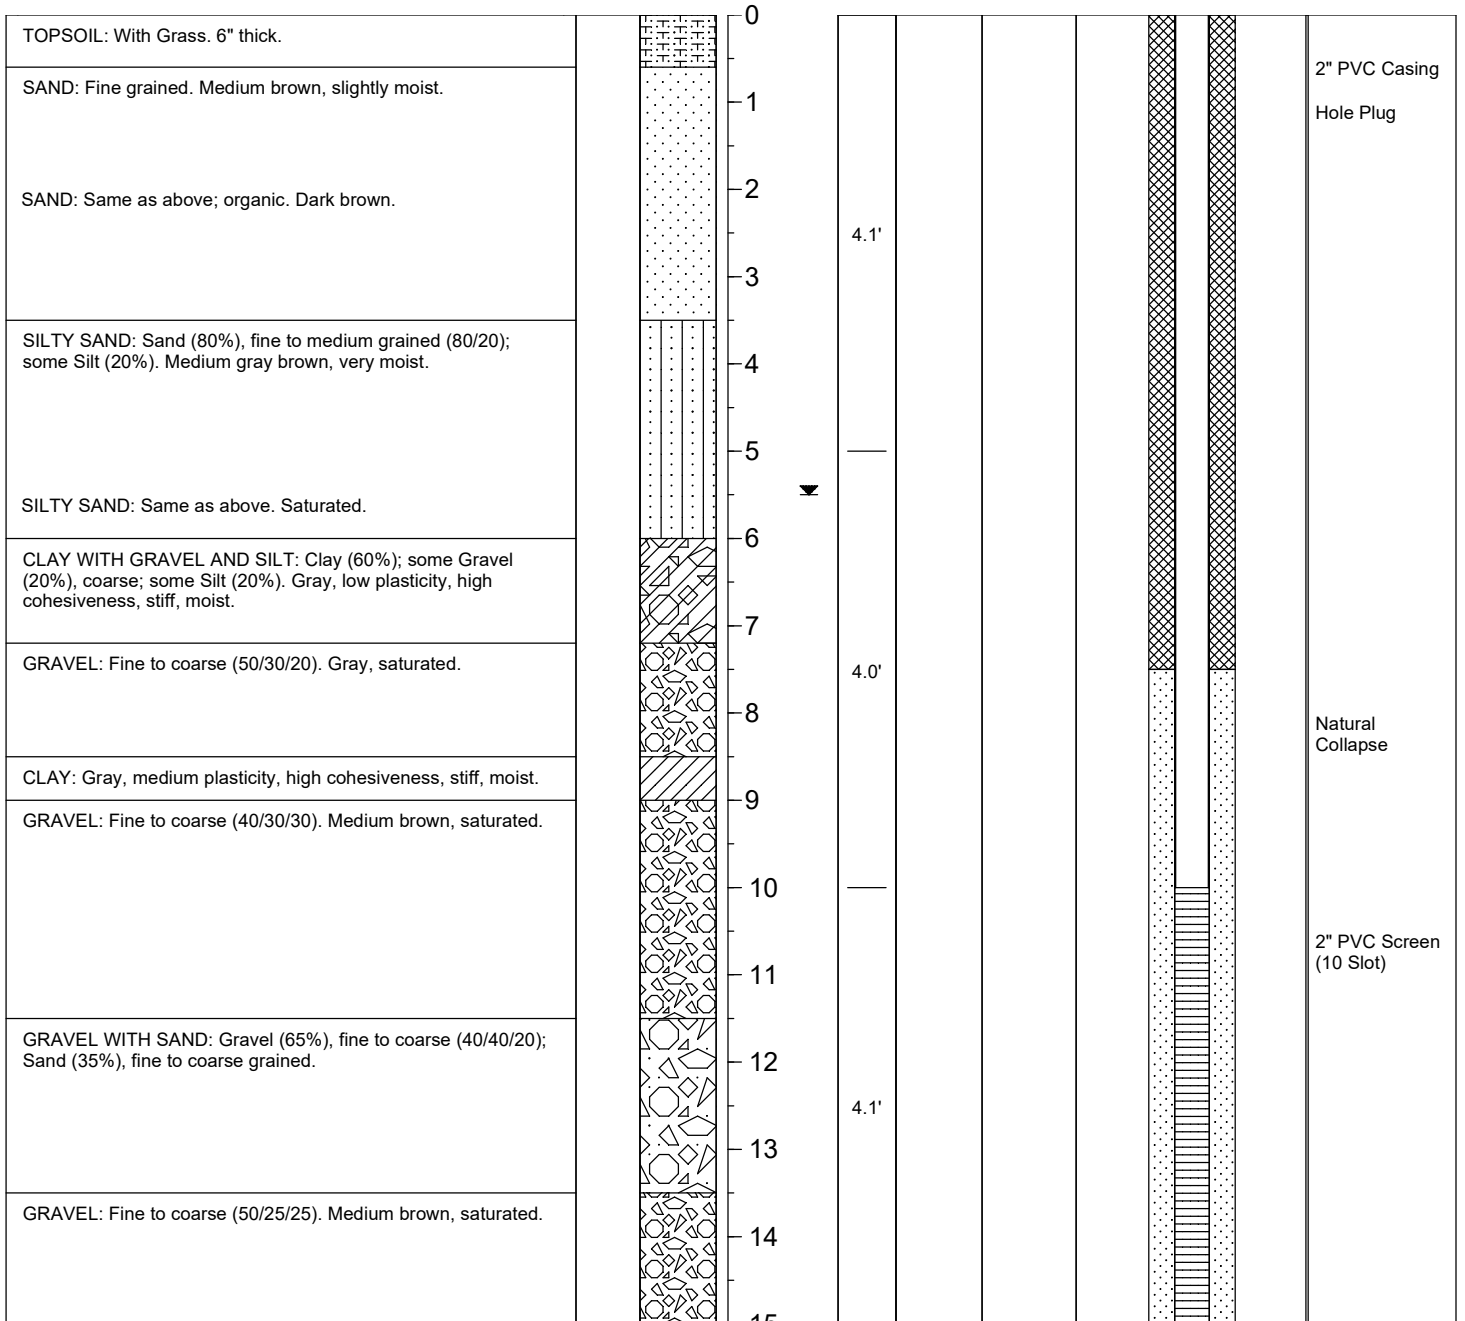 TOPSOIL: With Grass. 6" thick.
SAND: Fine grained. Medium brown, slightly moist.
SAND: Same as above; organic. Dark brown.
SILTY SAND: Sand (80%), fine to medium grained (80/20);
some Silt (20%). Medium gray brown, very moist.
SILTY SAND: Same as above. Saturated.
CLAY WITH GRAVEL AND SILT: Clay (60%); some Gravel
(20%), coarse; some Silt (20%). Gray, low plasticity, high
cohesiveness, stiff, moist.
GRAVEL: Fine to coarse (50/30/20). Gray, saturated.
CLAY: Gray, medium plasticity, high cohesiveness, stiff, moist.
GRAVEL: Fine to coarse (40/30/30). Medium brown, saturated.
GRAVEL WITH SAND: Gravel (65%), fine to coarse (40/40/20);
Sand (35%), fine to coarse grained.
GRAVEL: Fine to coarse (50/25/25). Medium brown, saturated.
0
1
2
3
4
5
6
7
8
9
10
11
12
13
14
15
4.1'
4.0'
4.1'
2" PVC Casing
Hole Plug
Natural
Collapse
2" PVC Screen
(10 Slot)